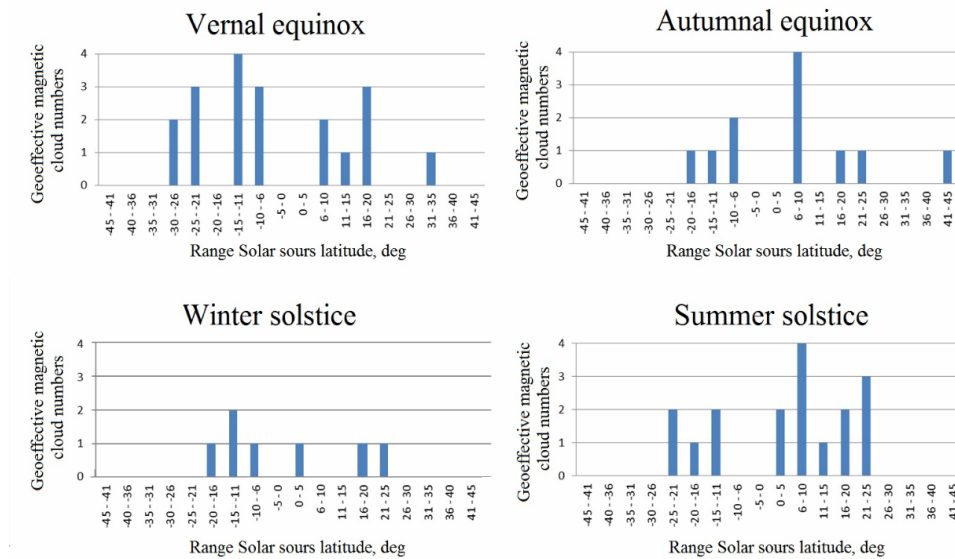 Vernal equinox
Geoeffective magnetic
cloud numbers
4
3
2
1
0
-45 - -41
-40 - -36
-35 - -31
-30 - -26
-25 - -21
-20 - -16
-15 - -11
-10 - -6
-5 - 0
0 - 5
6 - 10
11 - 15
16 - 20
21 - 25
26 - 30
31 - 35
36 - 40
41 - 45
Range Solar sours latitude, deg
Autumnal equinox
Geoeffective magnetic
cloud numbers
4
3
2
1
0
-45 - -41
-40 - -36
-35 - -31
-30 - -26
-25 - -21
-20 - -16
-15 - -11
-10 - -6
-5 - 0
0 - 5
6 - 10
11 - 15
16 - 20
21 - 25
26 - 30
31 - 35
36 - 40
41 - 45
Range Solar sours latitude, deg
Winter solstice
Geoeffective magnetic
cloud numbers
4
3
2
1
0
-45 - -41
-40 - -36
-35 - -31
-30 - -26
-25 - -21
-20 - -16
-15 - -11
-10 - -6
-5 - 0
0 - 5
6 - 10
11 - 15
16 - 20
21 - 25
26 - 30
31 - 35
36 - 40
41 - 45
Range Solar sours latitude, deg
Summer solstice
Geoeffective magnetic
cloud numbers
4
3
2
1
0
-45 - -41
-40 - -36
-35 - -31
-30 - -26
-25 - -21
-20 - -16
-15 - -11
-10 - -6
-5 - 0
0 - 5
6 - 10
11 - 15
16 - 20
21 - 25
26 - 30
31 - 35
36 - 40
41 - 45
Range Solar sours latitude, deg